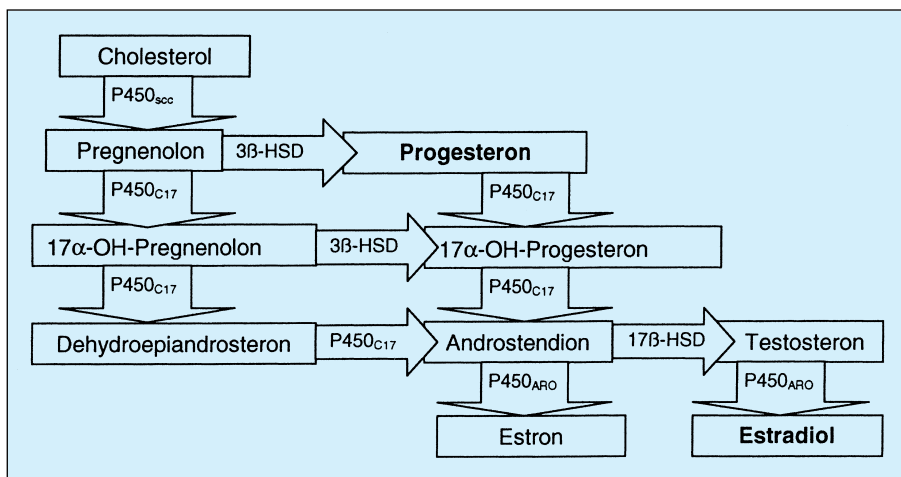 Cholesterol
P450scc
Pregnenolon 3ß-HSD Progesteron
P450C17 P450C17
17α-OH-Pregnenolon 3ß-HSD 17α-OH-Progesteron
P450C17 P450C17
Dehydroepiandrosteron P450C17 Androstendion 17ß-HSD Testosteron
P450ARO P450ARO
Estron Estradiol